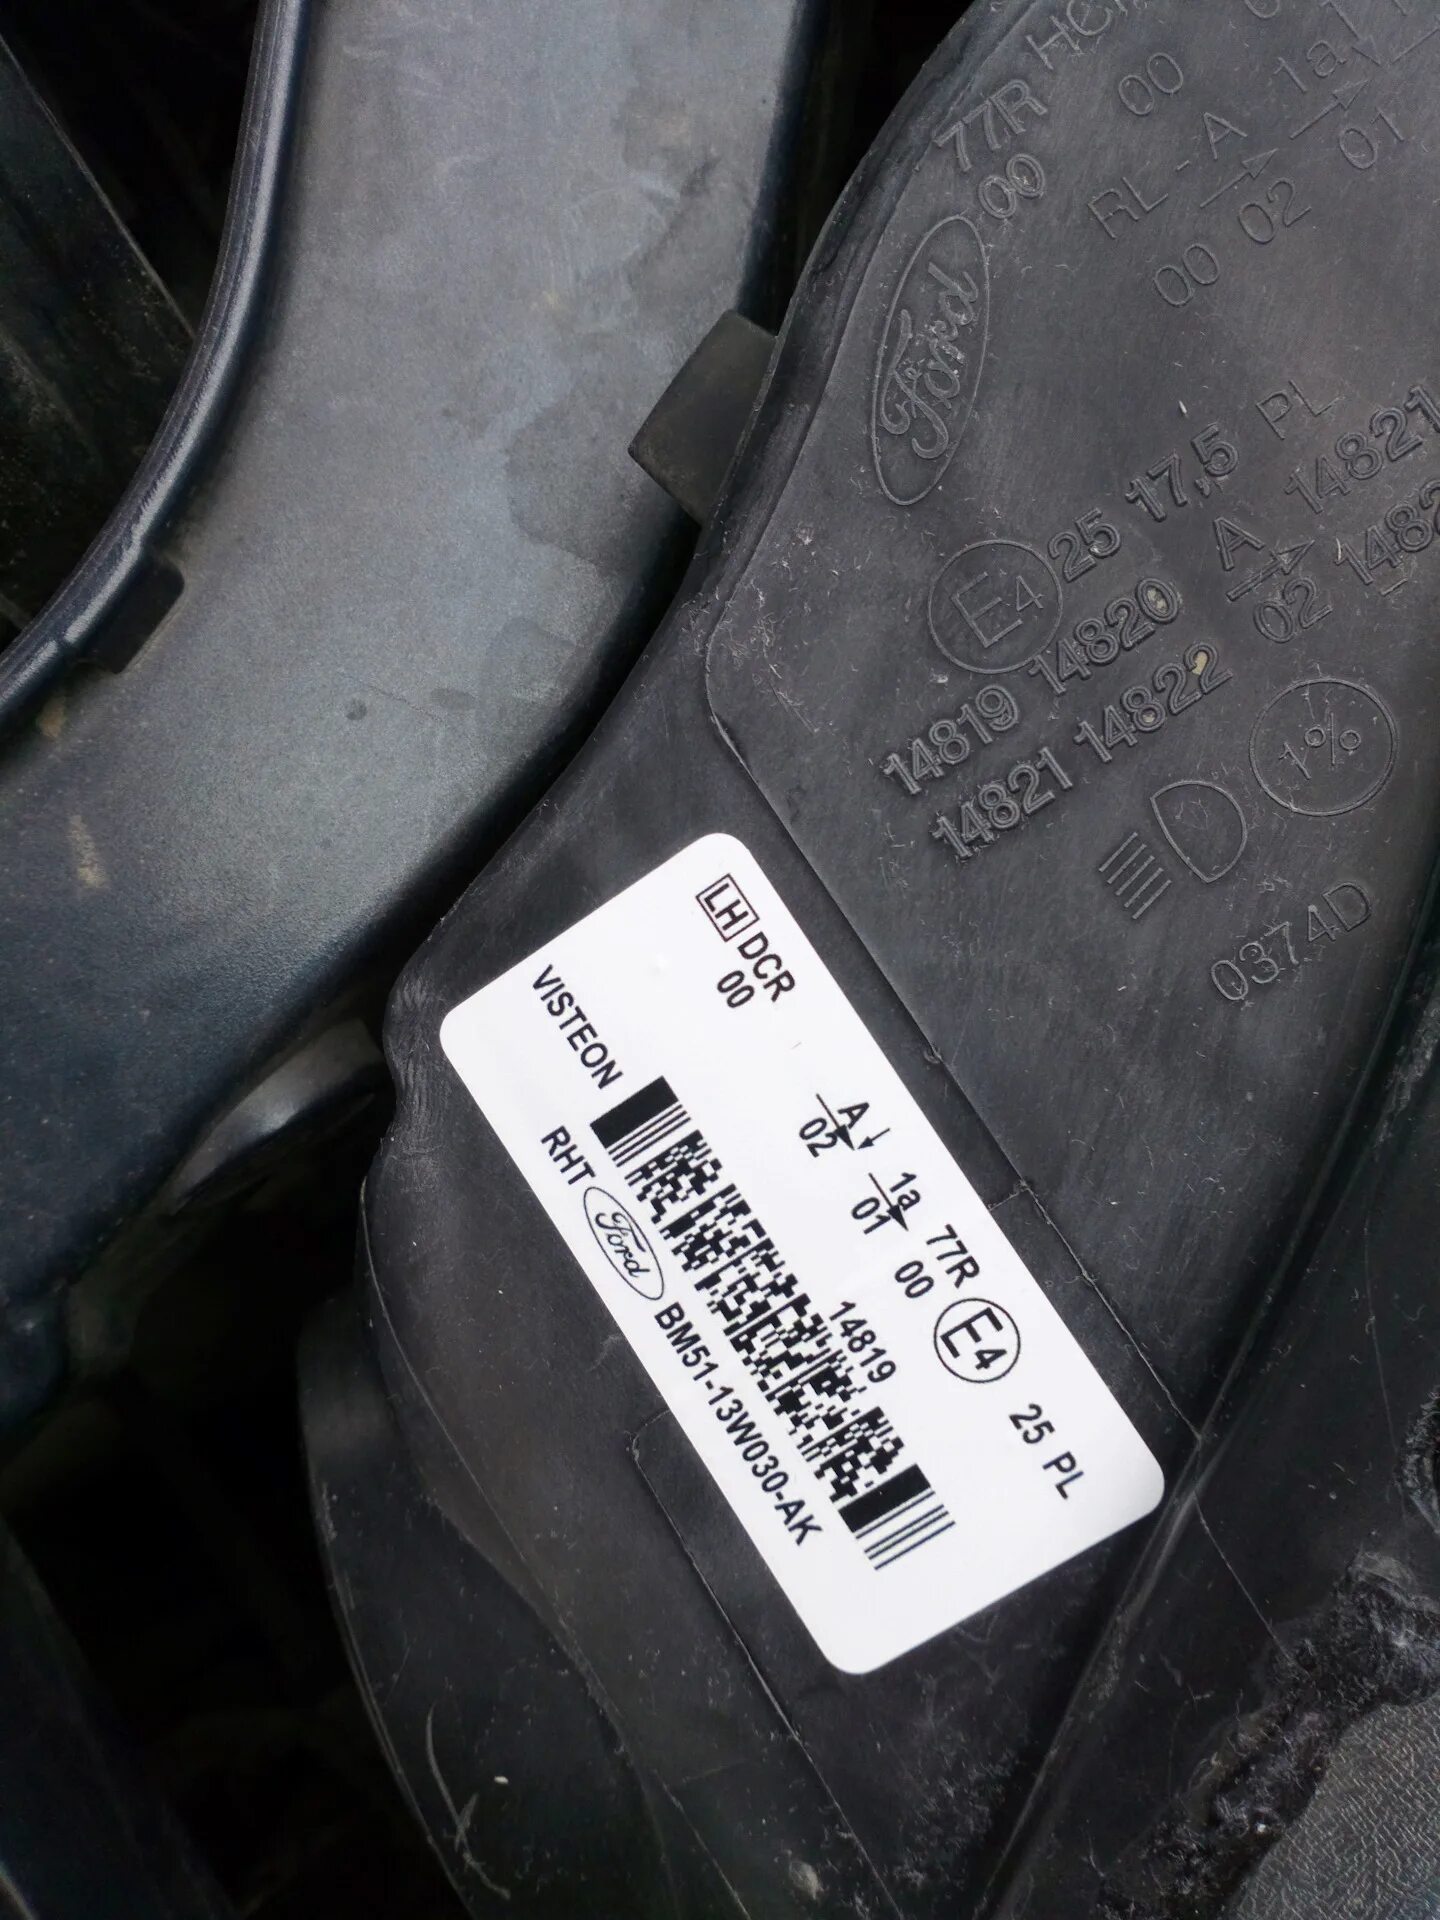 77R
00 00
RL-A 1a
00 02 01
Ford
E4 25 17,5 PL
14819 14820 A 14821
14821 14822 02
1%
0374D
LH DCR A 1a 77R E4 25 PL
00 02 01 00
14819
VISTEON
RHT Ford BM51-13W030-AK